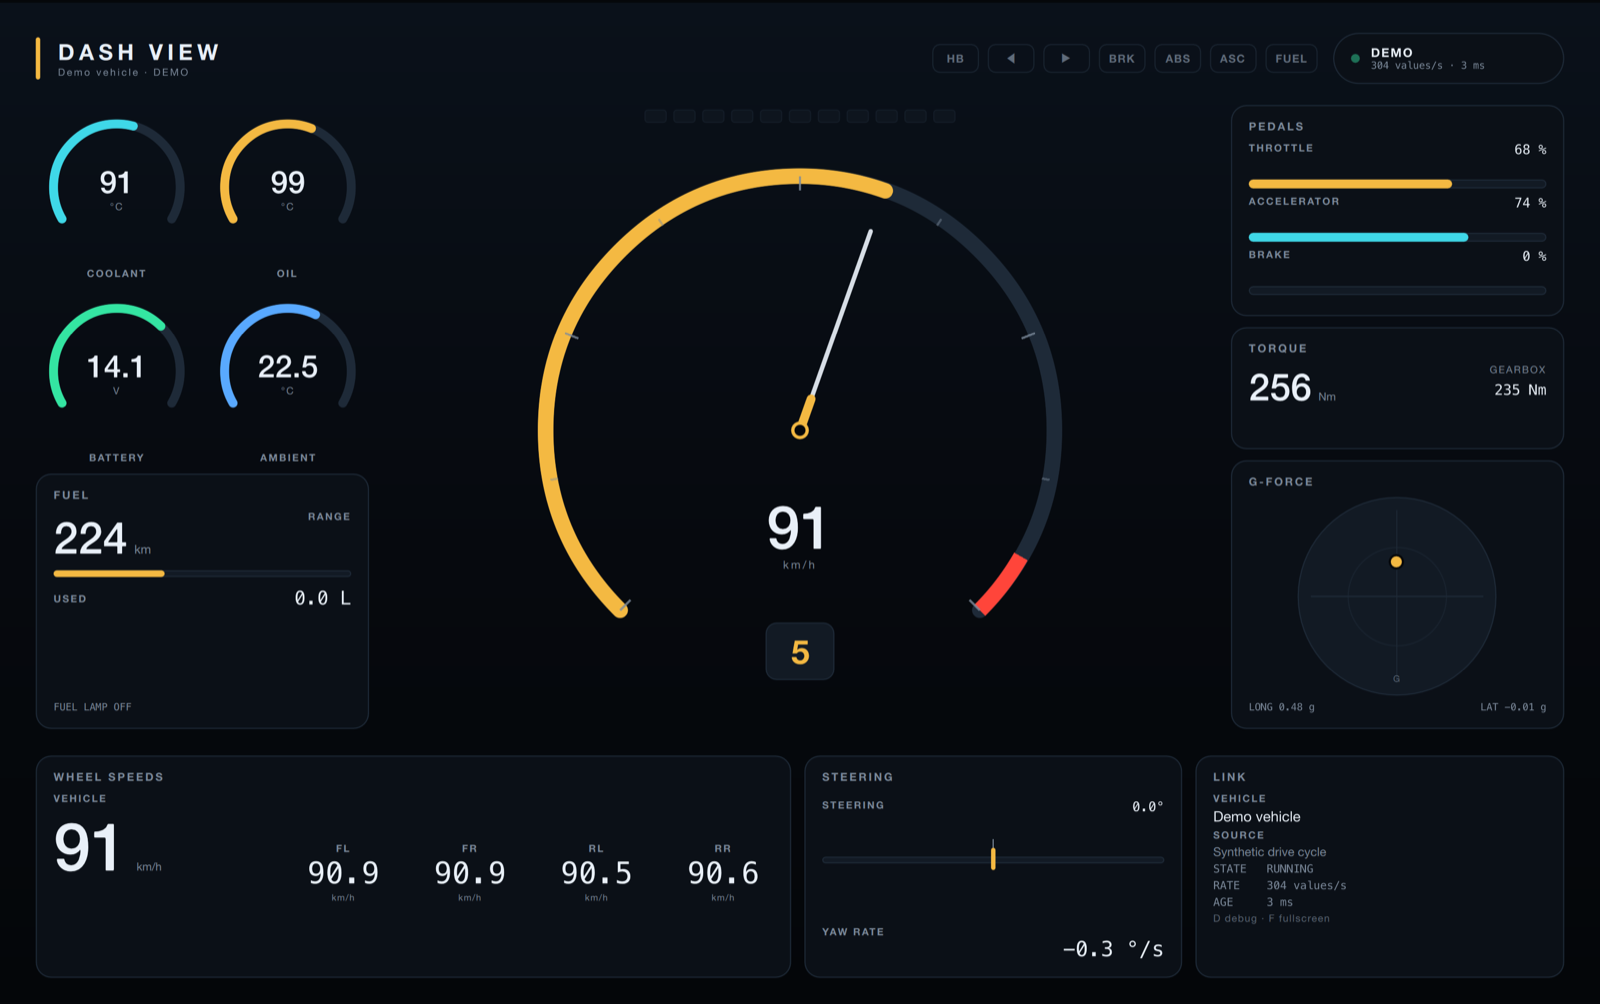 DASH VIEW
Demo vehicle · DEMO
HB
BRK
ABS
ASC
FUEL
DEMO
304 values/s · 3 ms
91
°C
COOLANT
99
°C
OIL
14.1
V
BATTERY
22.5
°C
AMBIENT
FUEL
RANGE
224 km
USED 0.0 L
FUEL LAMP OFF
91
km/h
5
PEDALS
THROTTLE 68 %
ACCELERATOR 74 %
BRAKE 0 %
TORQUE
256 Nm
GEARBOX
235 Nm
G-FORCE
G
LONG 0.48 g
LAT −0.01 g
WHEEL SPEEDS
VEHICLE
91 km/h
FL
90.9
km/h
FR
90.9
km/h
RL
90.5
km/h
RR
90.6
km/h
STEERING
STEERING 0.0°
YAW RATE
−0.3 °/s
LINK
VEHICLE
Demo vehicle
SOURCE
Synthetic drive cycle
STATE RUNNING
RATE 304 values/s
AGE 3 ms
D debug · F fullscreen